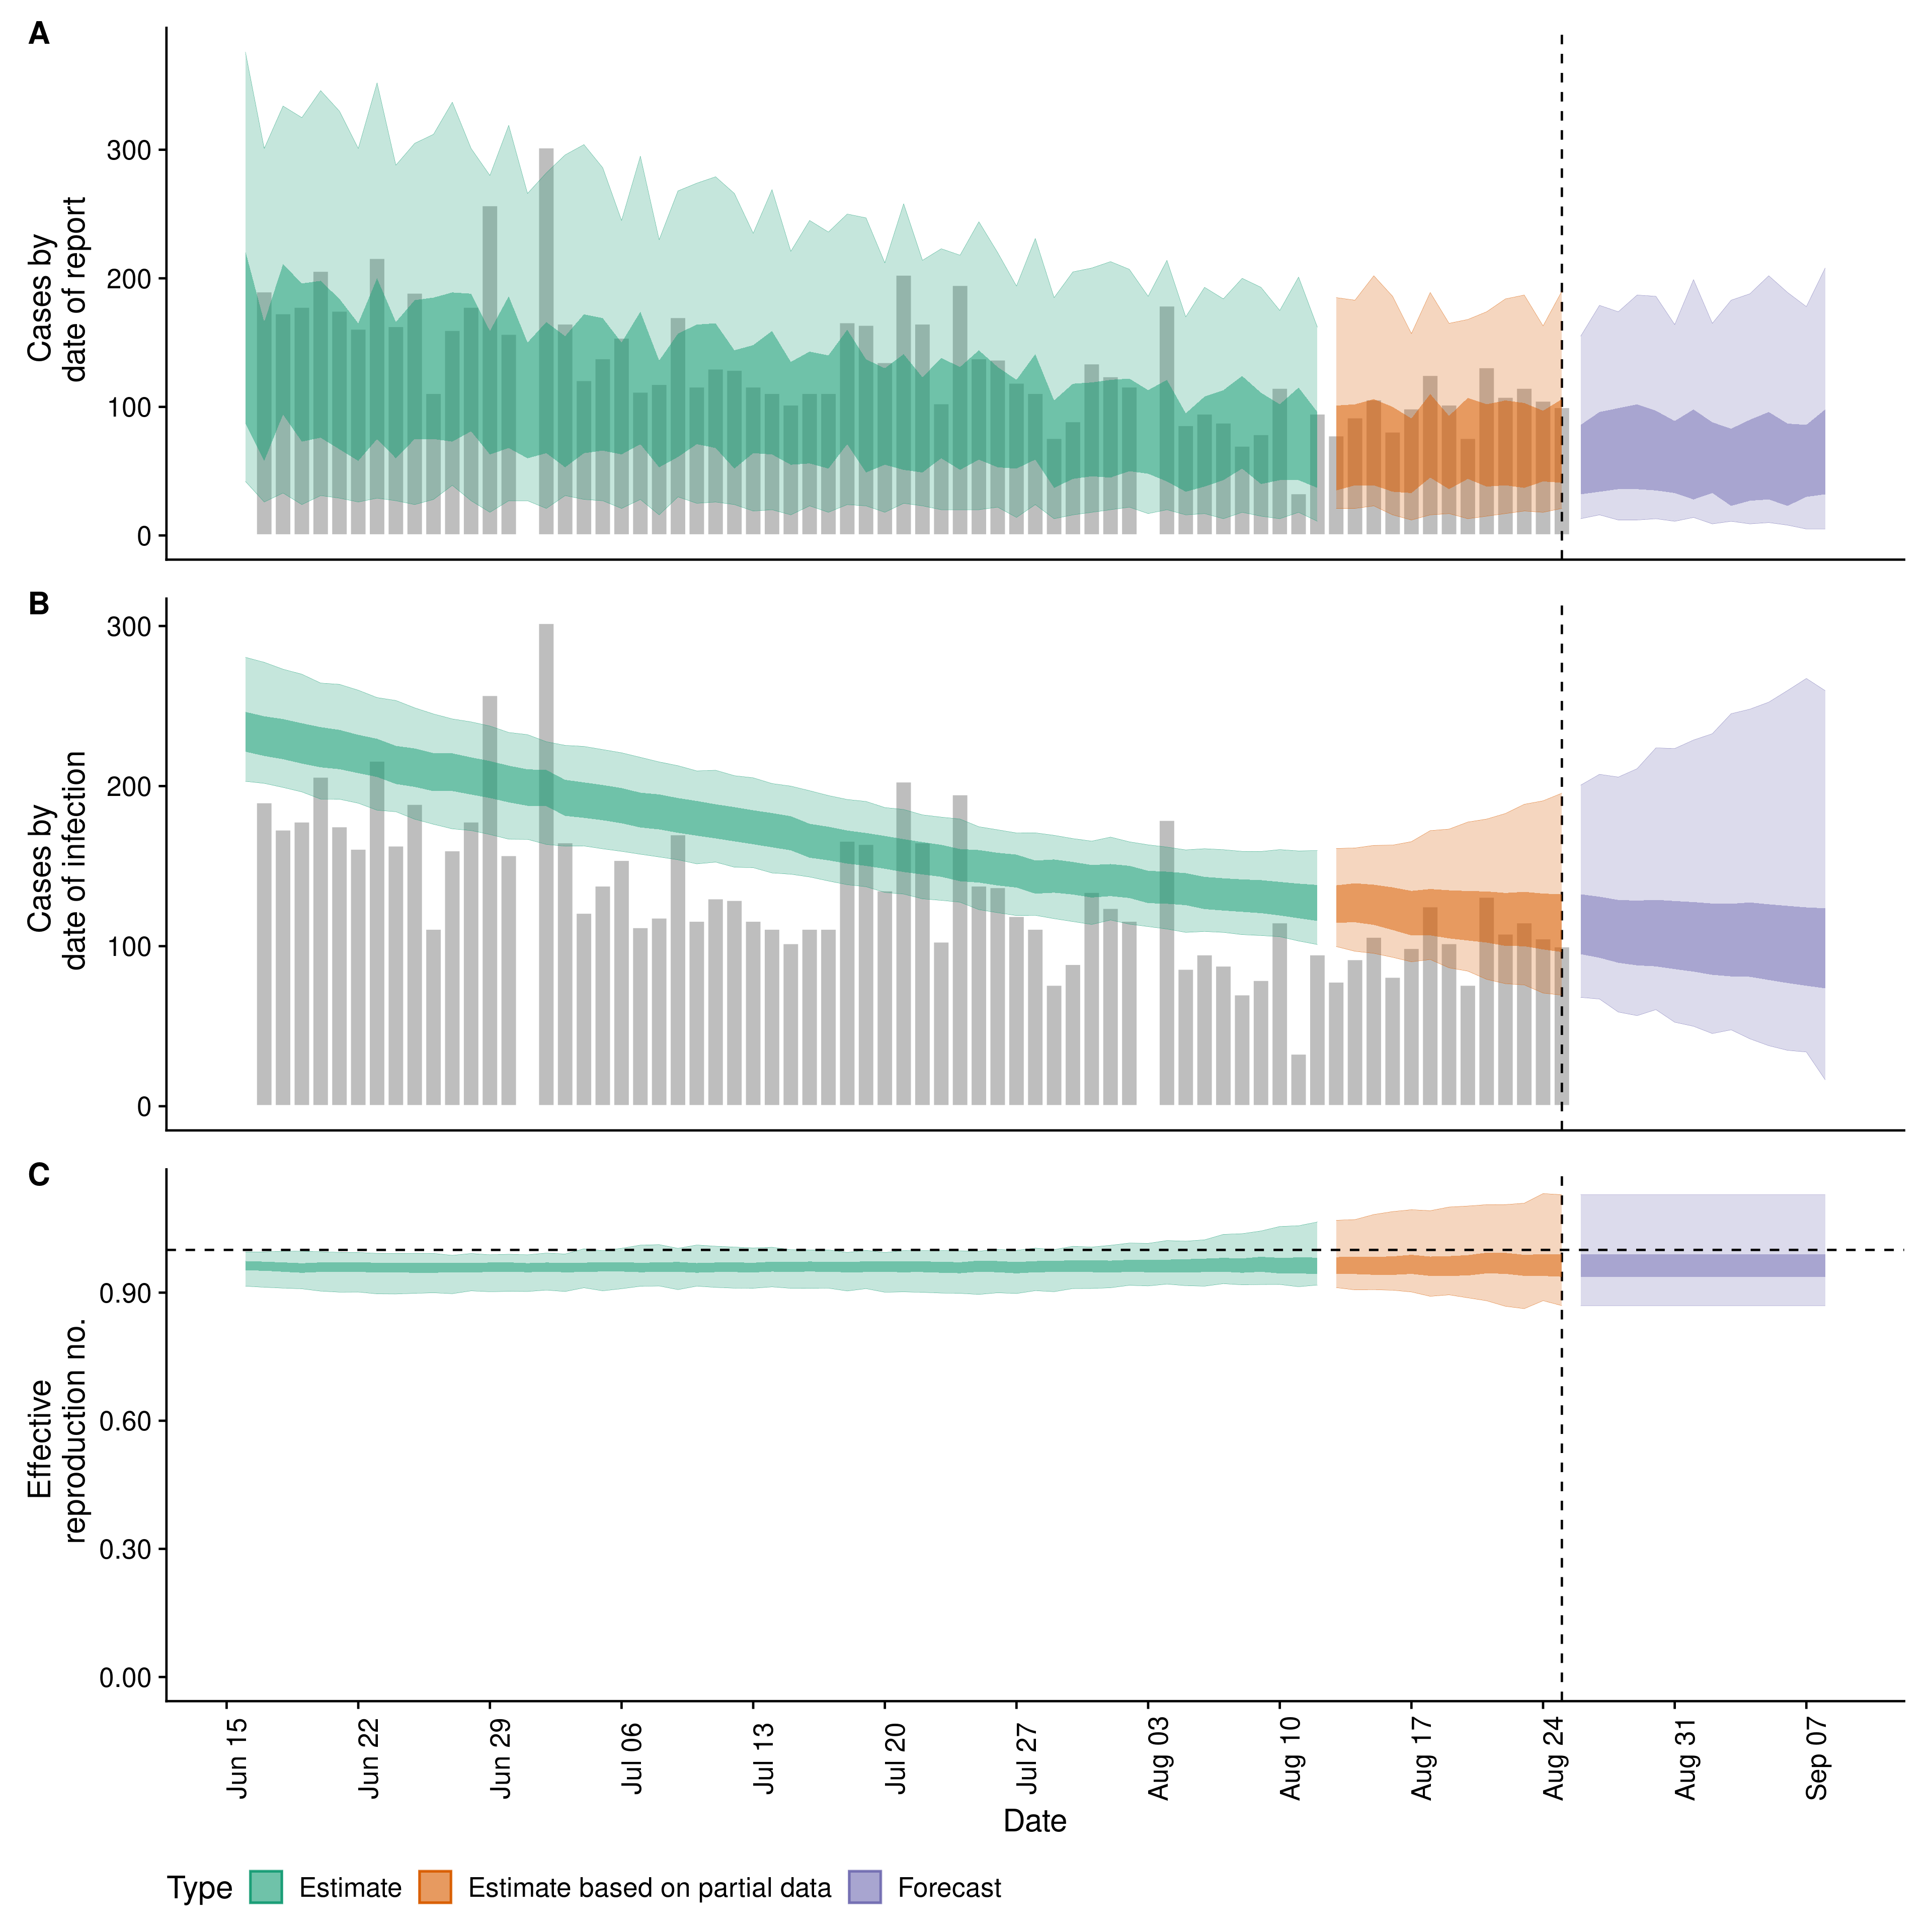 A
Cases by
date of report
300
200
100
0
B
Cases by
date of infection
300
200
100
0
C
Effective
reproduction no.
0.90
0.60
0.30
0.00
Jun 15
Jun 22
Jun 29
Jul 06
Jul 13
Jul 20
Jul 27
Aug 03
Aug 10
Aug 17
Aug 24
Aug 31
Sep 07
Date
Type Estimate Estimate based on partial data Forecast